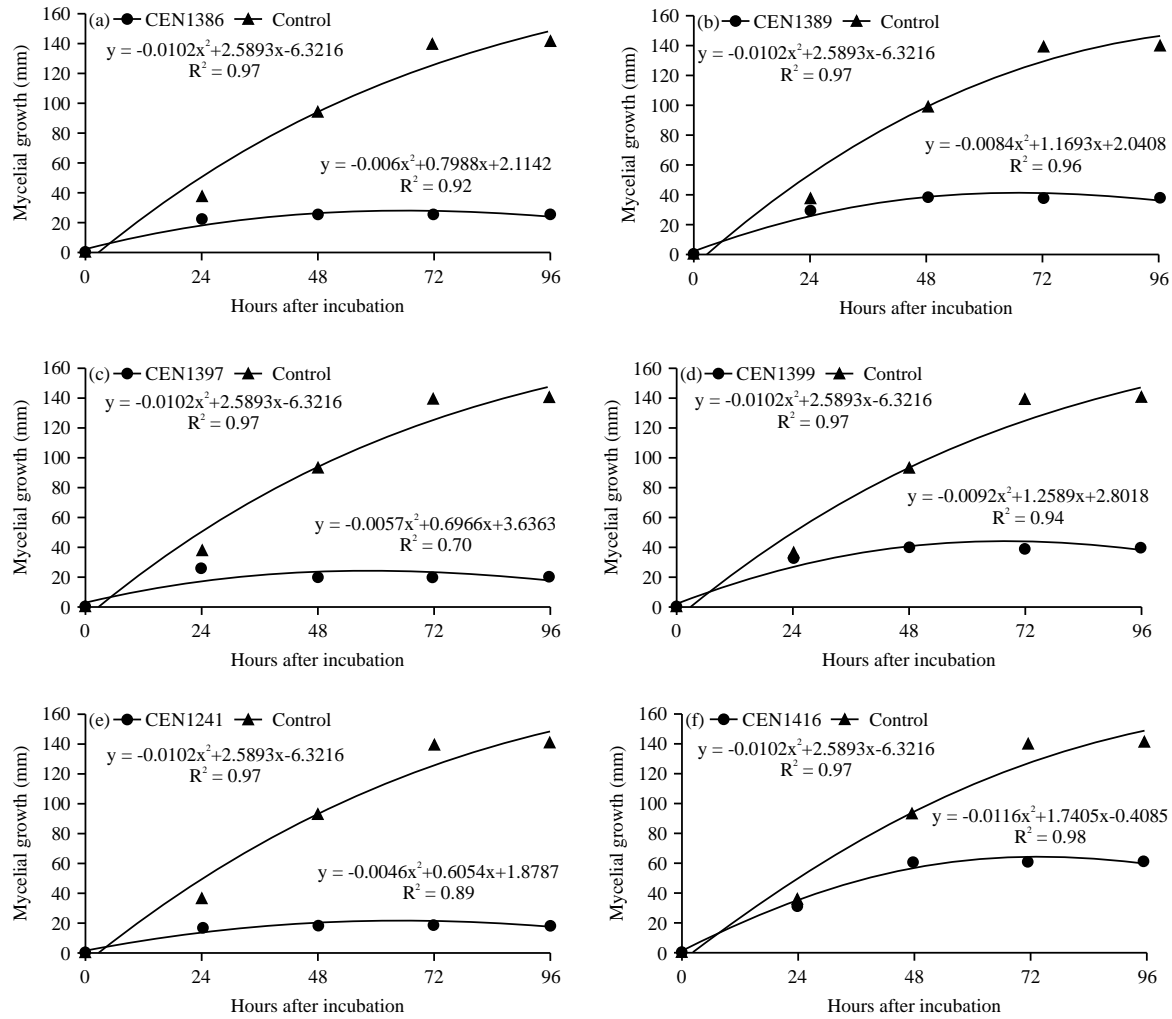 (a) CEN1386 Control
y = -0.0102x²+2.5893x-6.3216
R² = 0.97
y = -0.006x²+0.7988x+2.1142
R² = 0.92
160
140
120
100
80
60
40
20
0
Mycelial growth (mm)
0 24 48 72 96
Hours after incubation
(b) CEN1389 Control
y = -0.0102x²+2.5893x-6.3216
R² = 0.97
y = -0.0084x²+1.1693x+2.0408
R² = 0.96
160
140
120
100
80
60
40
20
0
Mycelial growth (mm)
0 24 48 72 96
Hours after incubation
(c) CEN1397 Control
y = -0.0102x²+2.5893x-6.3216
R² = 0.97
y = -0.0057x²+0.6966x+3.6363
R² = 0.70
160
140
120
100
80
60
40
20
0
Mycelial growth (mm)
0 24 48 72 96
Hours after incubation
(d) CEN1399 Control
y = -0.0102x²+2.5893x-6.3216
R² = 0.97
y = -0.0092x²+1.2589x+2.8018
R² = 0.94
160
140
120
100
80
60
40
20
0
Mycelial growth (mm)
0 24 48 72 96
Hours after incubation
(e) CEN1241 Control
y = -0.0102x²+2.5893x-6.3216
R² = 0.97
y = -0.0046x²+0.6054x+1.8787
R² = 0.89
160
140
120
100
80
60
40
20
0
Mycelial growth (mm)
0 24 48 72 96
Hours after incubation
(f) CEN1416 Control
y = -0.0102x²+2.5893x-6.3216
R² = 0.97
y = -0.0116x²+1.7405x-0.4085
R² = 0.98
160
140
120
100
80
60
40
20
0
Mycelial growth (mm)
0 24 48 72 96
Hours after incubation